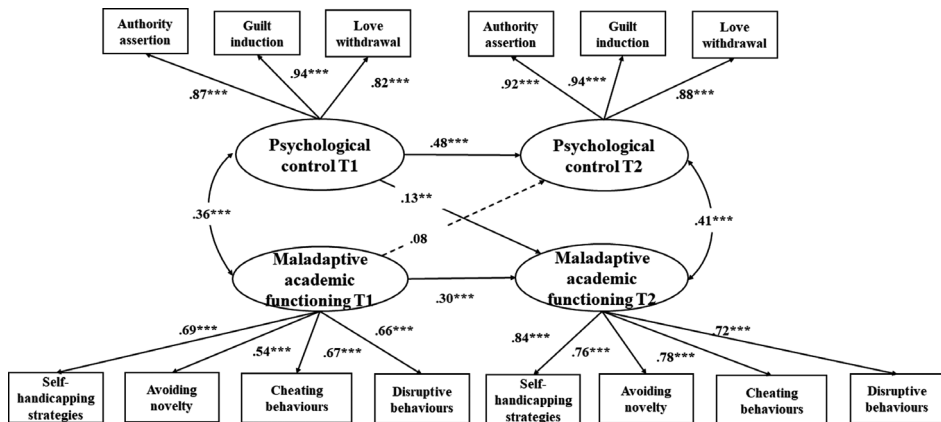 Authority
assertion
Guilt
induction
Love
withdrawal
Authority
assertion
Guilt
induction
Love
withdrawal
.87***
.94***
.82***
.92***
.94***
.88***
Psychological
control T1
.48***
Psychological
control T2
.13**
.36***
.08
.41***
Maladaptive
academic
functioning T1
.30***
Maladaptive
academic
functioning T2
.69***
.54***
.67***
.66***
.84***
.76***
.78***
.72***
Self-
handicapping
strategies
Avoiding
novelty
Cheating
behaviours
Disruptive
behaviours
Self-
handicapping
strategies
Avoiding
novelty
Cheating
behaviours
Disruptive
behaviours